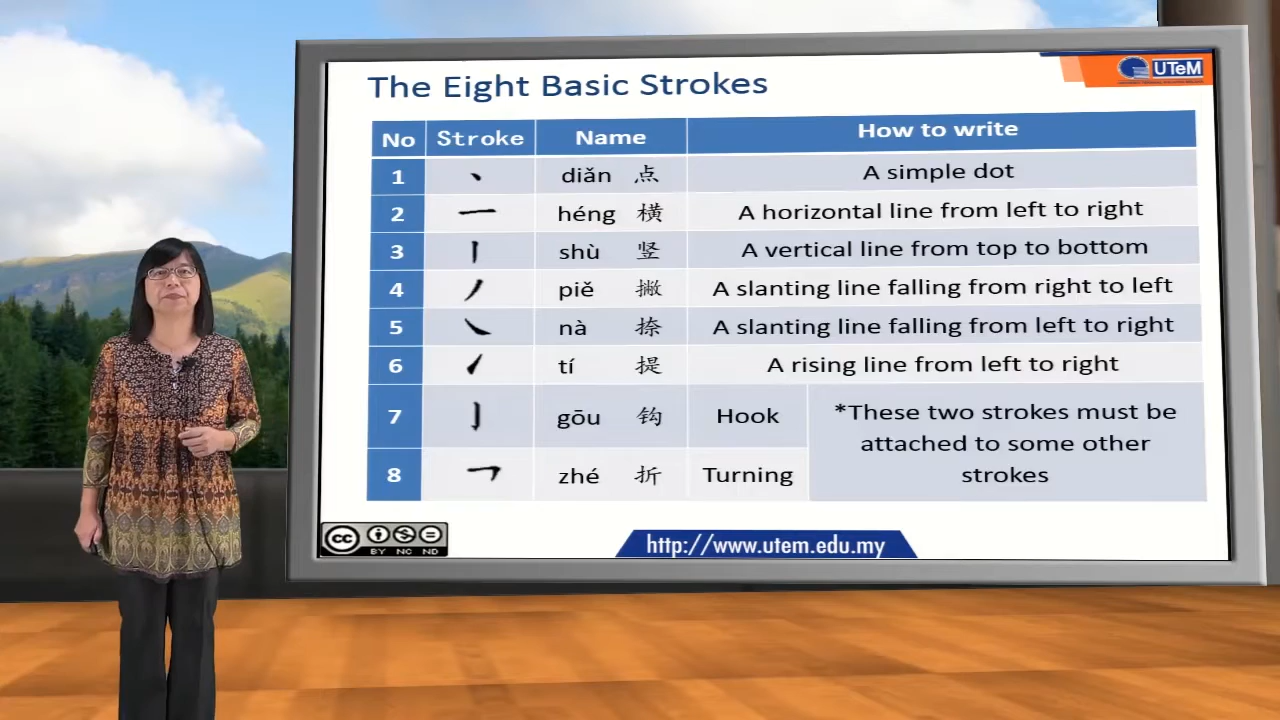 The Eight Basic Strokes
UTeM
No Stroke Name How to write
1 丶 diǎn 点 A simple dot
2 一 héng 横 A horizontal line from left to right
3 丨 shù 竖 A vertical line from top to bottom
4 丿 piě 撇 A slanting line falling from right to left
5 ㇏ nà 捺 A slanting line falling from left to right
6 ㇀ tí 提 A rising line from left to right
7 亅 gōu 钩 Hook
8 ㇕ zhé 折 Turning
*These two strokes must be
attached to some other
strokes
cc BY NC ND
http://www.utem.edu.my